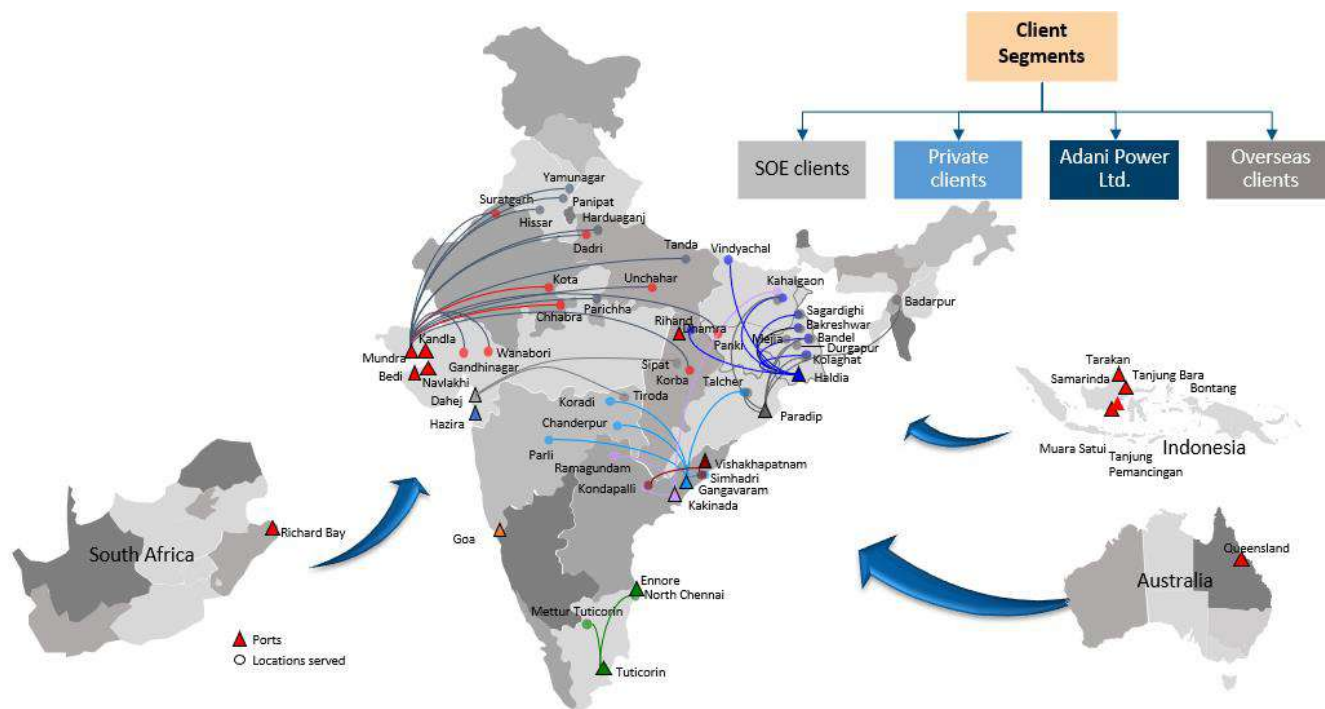 Client
Segments
SOE clients
Private
clients
Adani Power
Ltd.
Overseas
clients
Yamunagar
Suratgarh
Panipat
Hissar
Harduaganj
Dadri
Tanda
Vindyachal
Kota
Unchahar
Kahaigaon
Badarpur
Chhabra
Parichha
Sagardighi
Rihand
Dhamra
Bakreshwar
Kandla
Panki
Mejia
Bandel
Mundra
Wanabori
Durgapur
Gandhinagar
Sipat
Kolaghat
Bedi
Navlakhi
Korba
Talcher
Haldia
Dahej
Koradi
Tiroda
Paradip
Hazira
Chanderpur
Parli
Ramagundam
Vishakhapatnam
Simhadri
Kondapalli
Gangavaram
Kakinada
Goa
Ennore
North Chennai
Mettur Tuticorin
Tuticorin
Tarakan
Samarinda
Tanjung Bara
Bontang
Muara Satui
Tanjung
Pemancingan
Indonesia
South Africa
Richard Bay
Queensland
Australia
Ports
Locations served